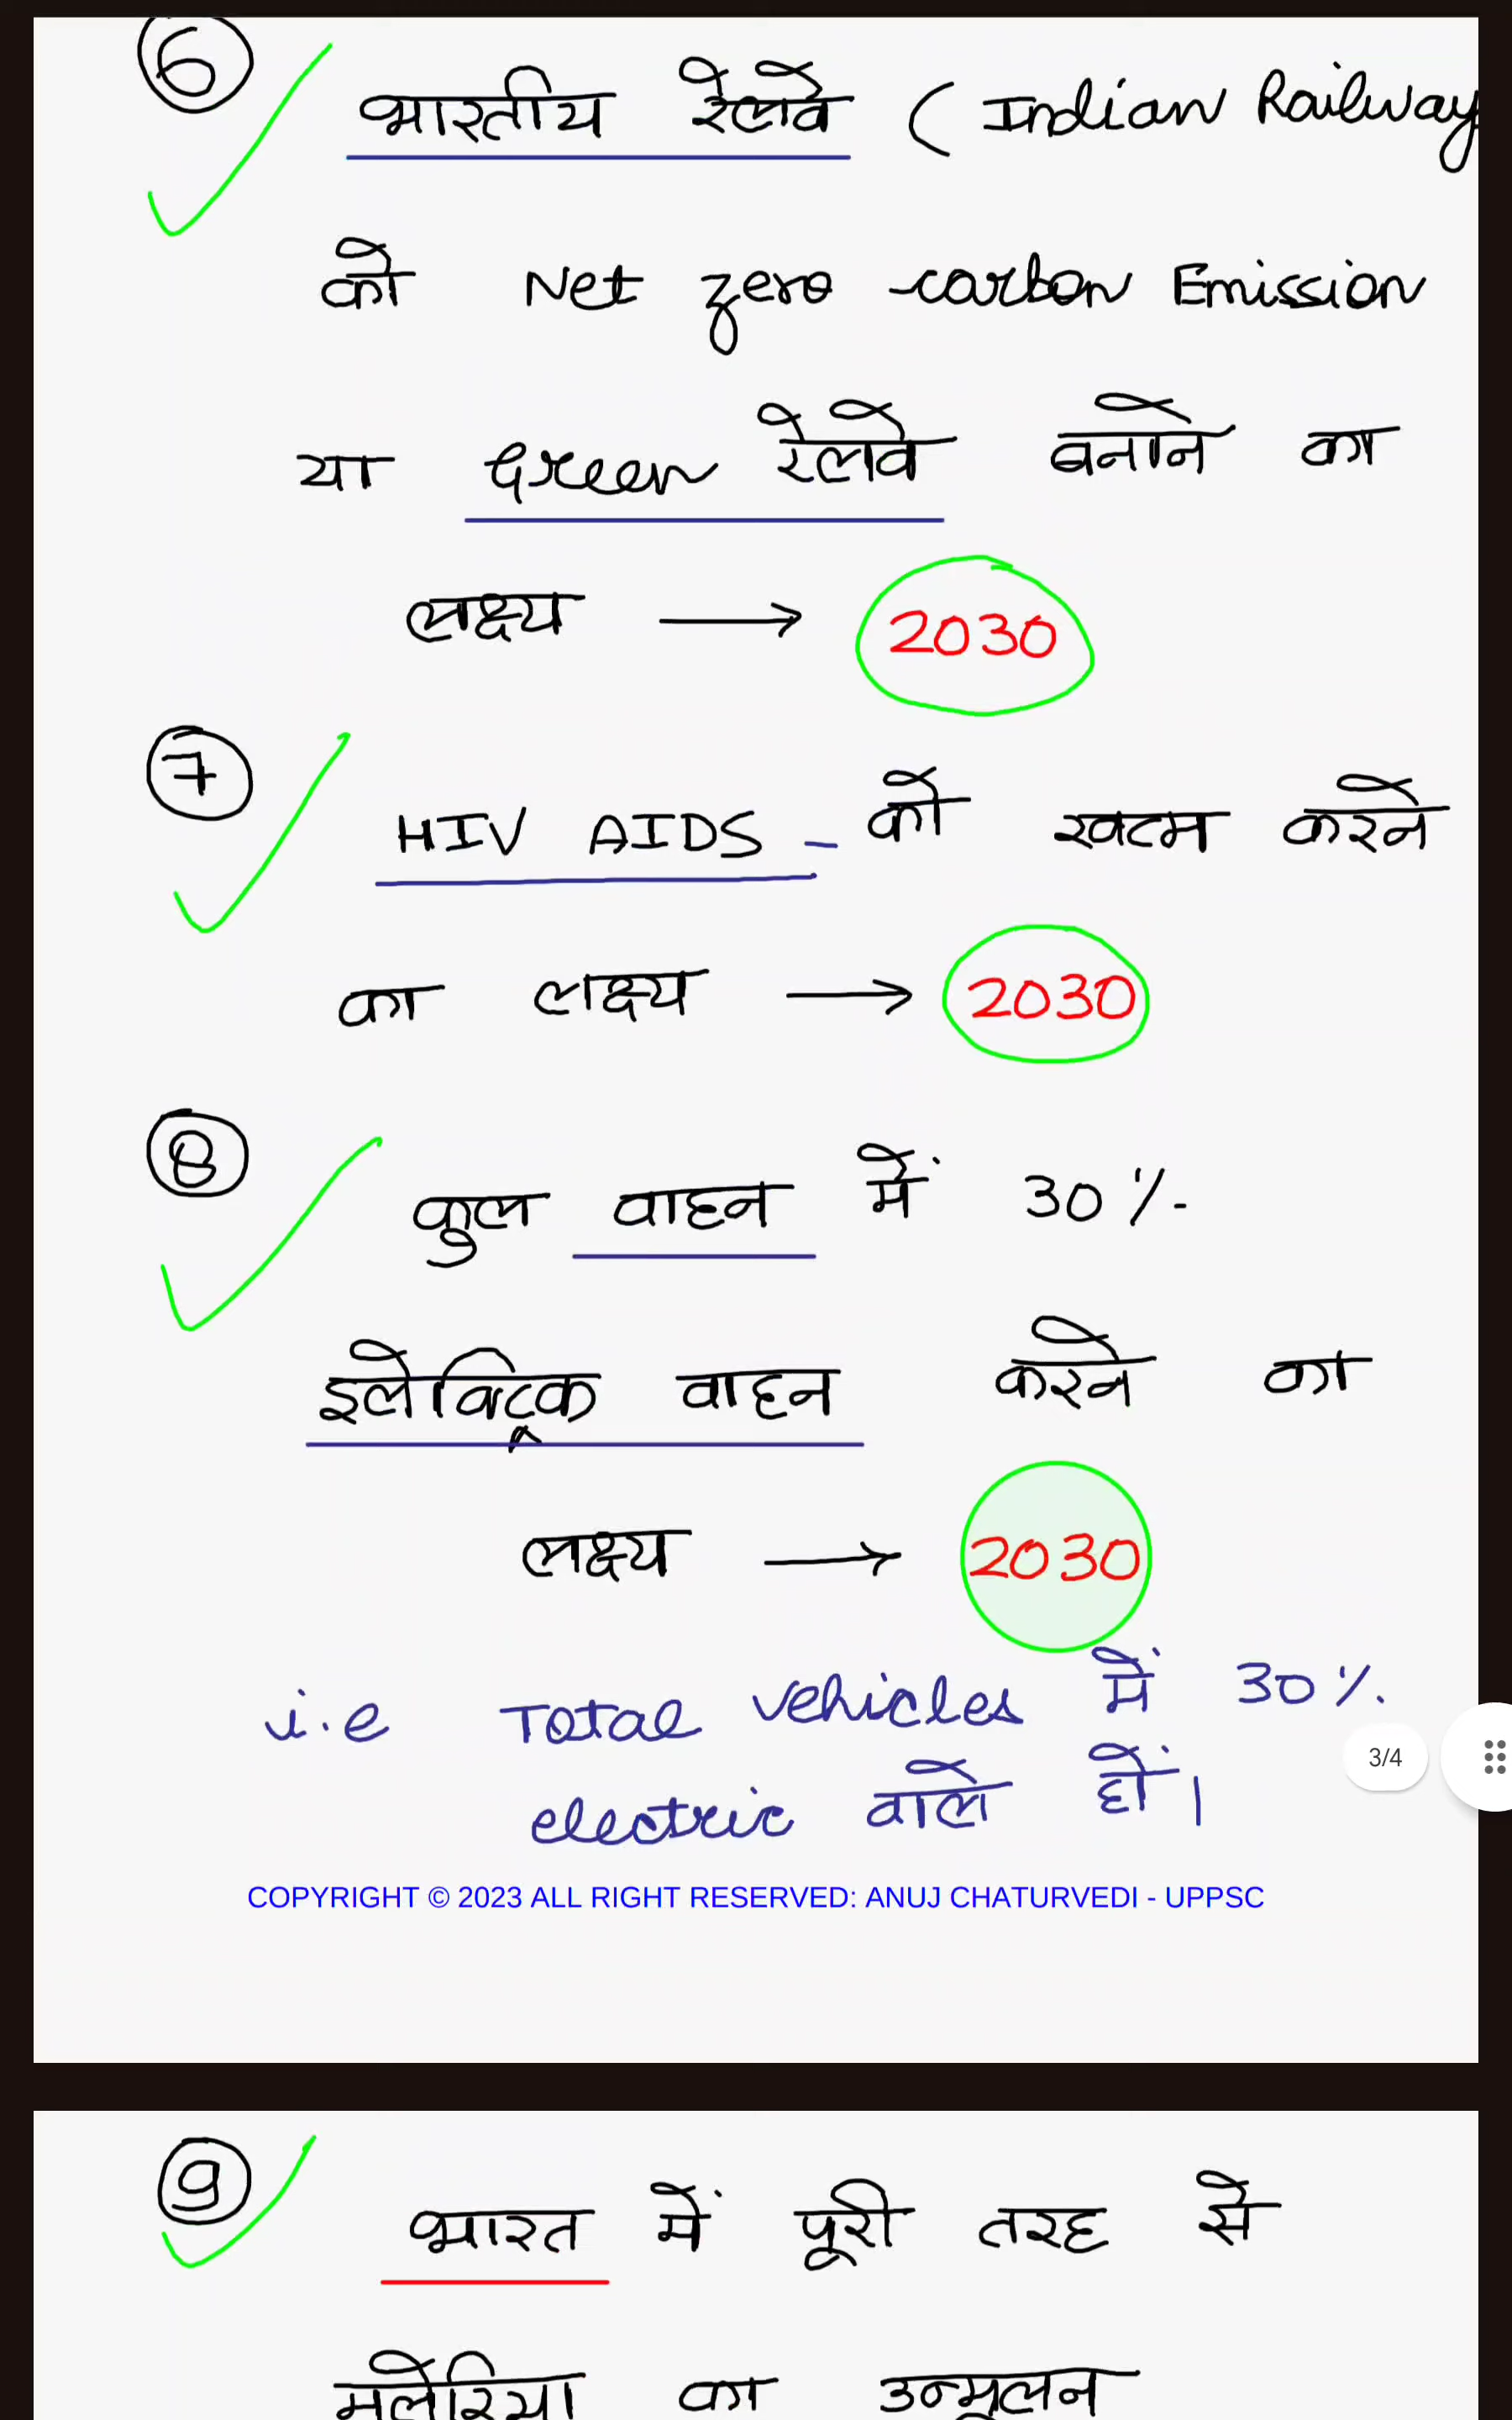 6
भारतीय रेलवे ( Indian Railway
को Net zero carbon Emission
या Green रेलवे बनाने का
लक्ष्य → 2030
7
HIV AIDS - को खत्म करने
का लक्ष्य → 2030
8
कुल वाहन में 30 %
इलेक्ट्रिक वाहन करने का
लक्ष्य → 2030
i.e Total vehicles में 30 %.
3/4
electric वाले हों।
COPYRIGHT © 2023 ALL RIGHT RESERVED: ANUJ CHATURVEDI - UPPSC
9
भारत में पूरी तरह से
मलेरिया का उन्मूलन